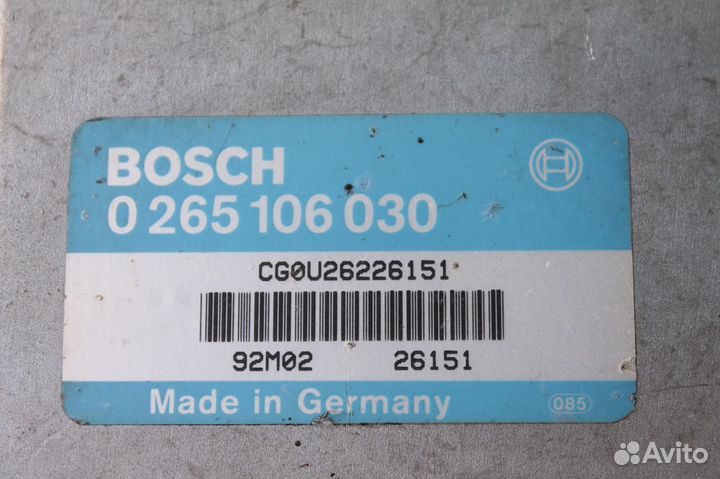 BOSCH
0 265 106 030
CG0U26226151
92M02 26151
Made in Germany
085
Avito